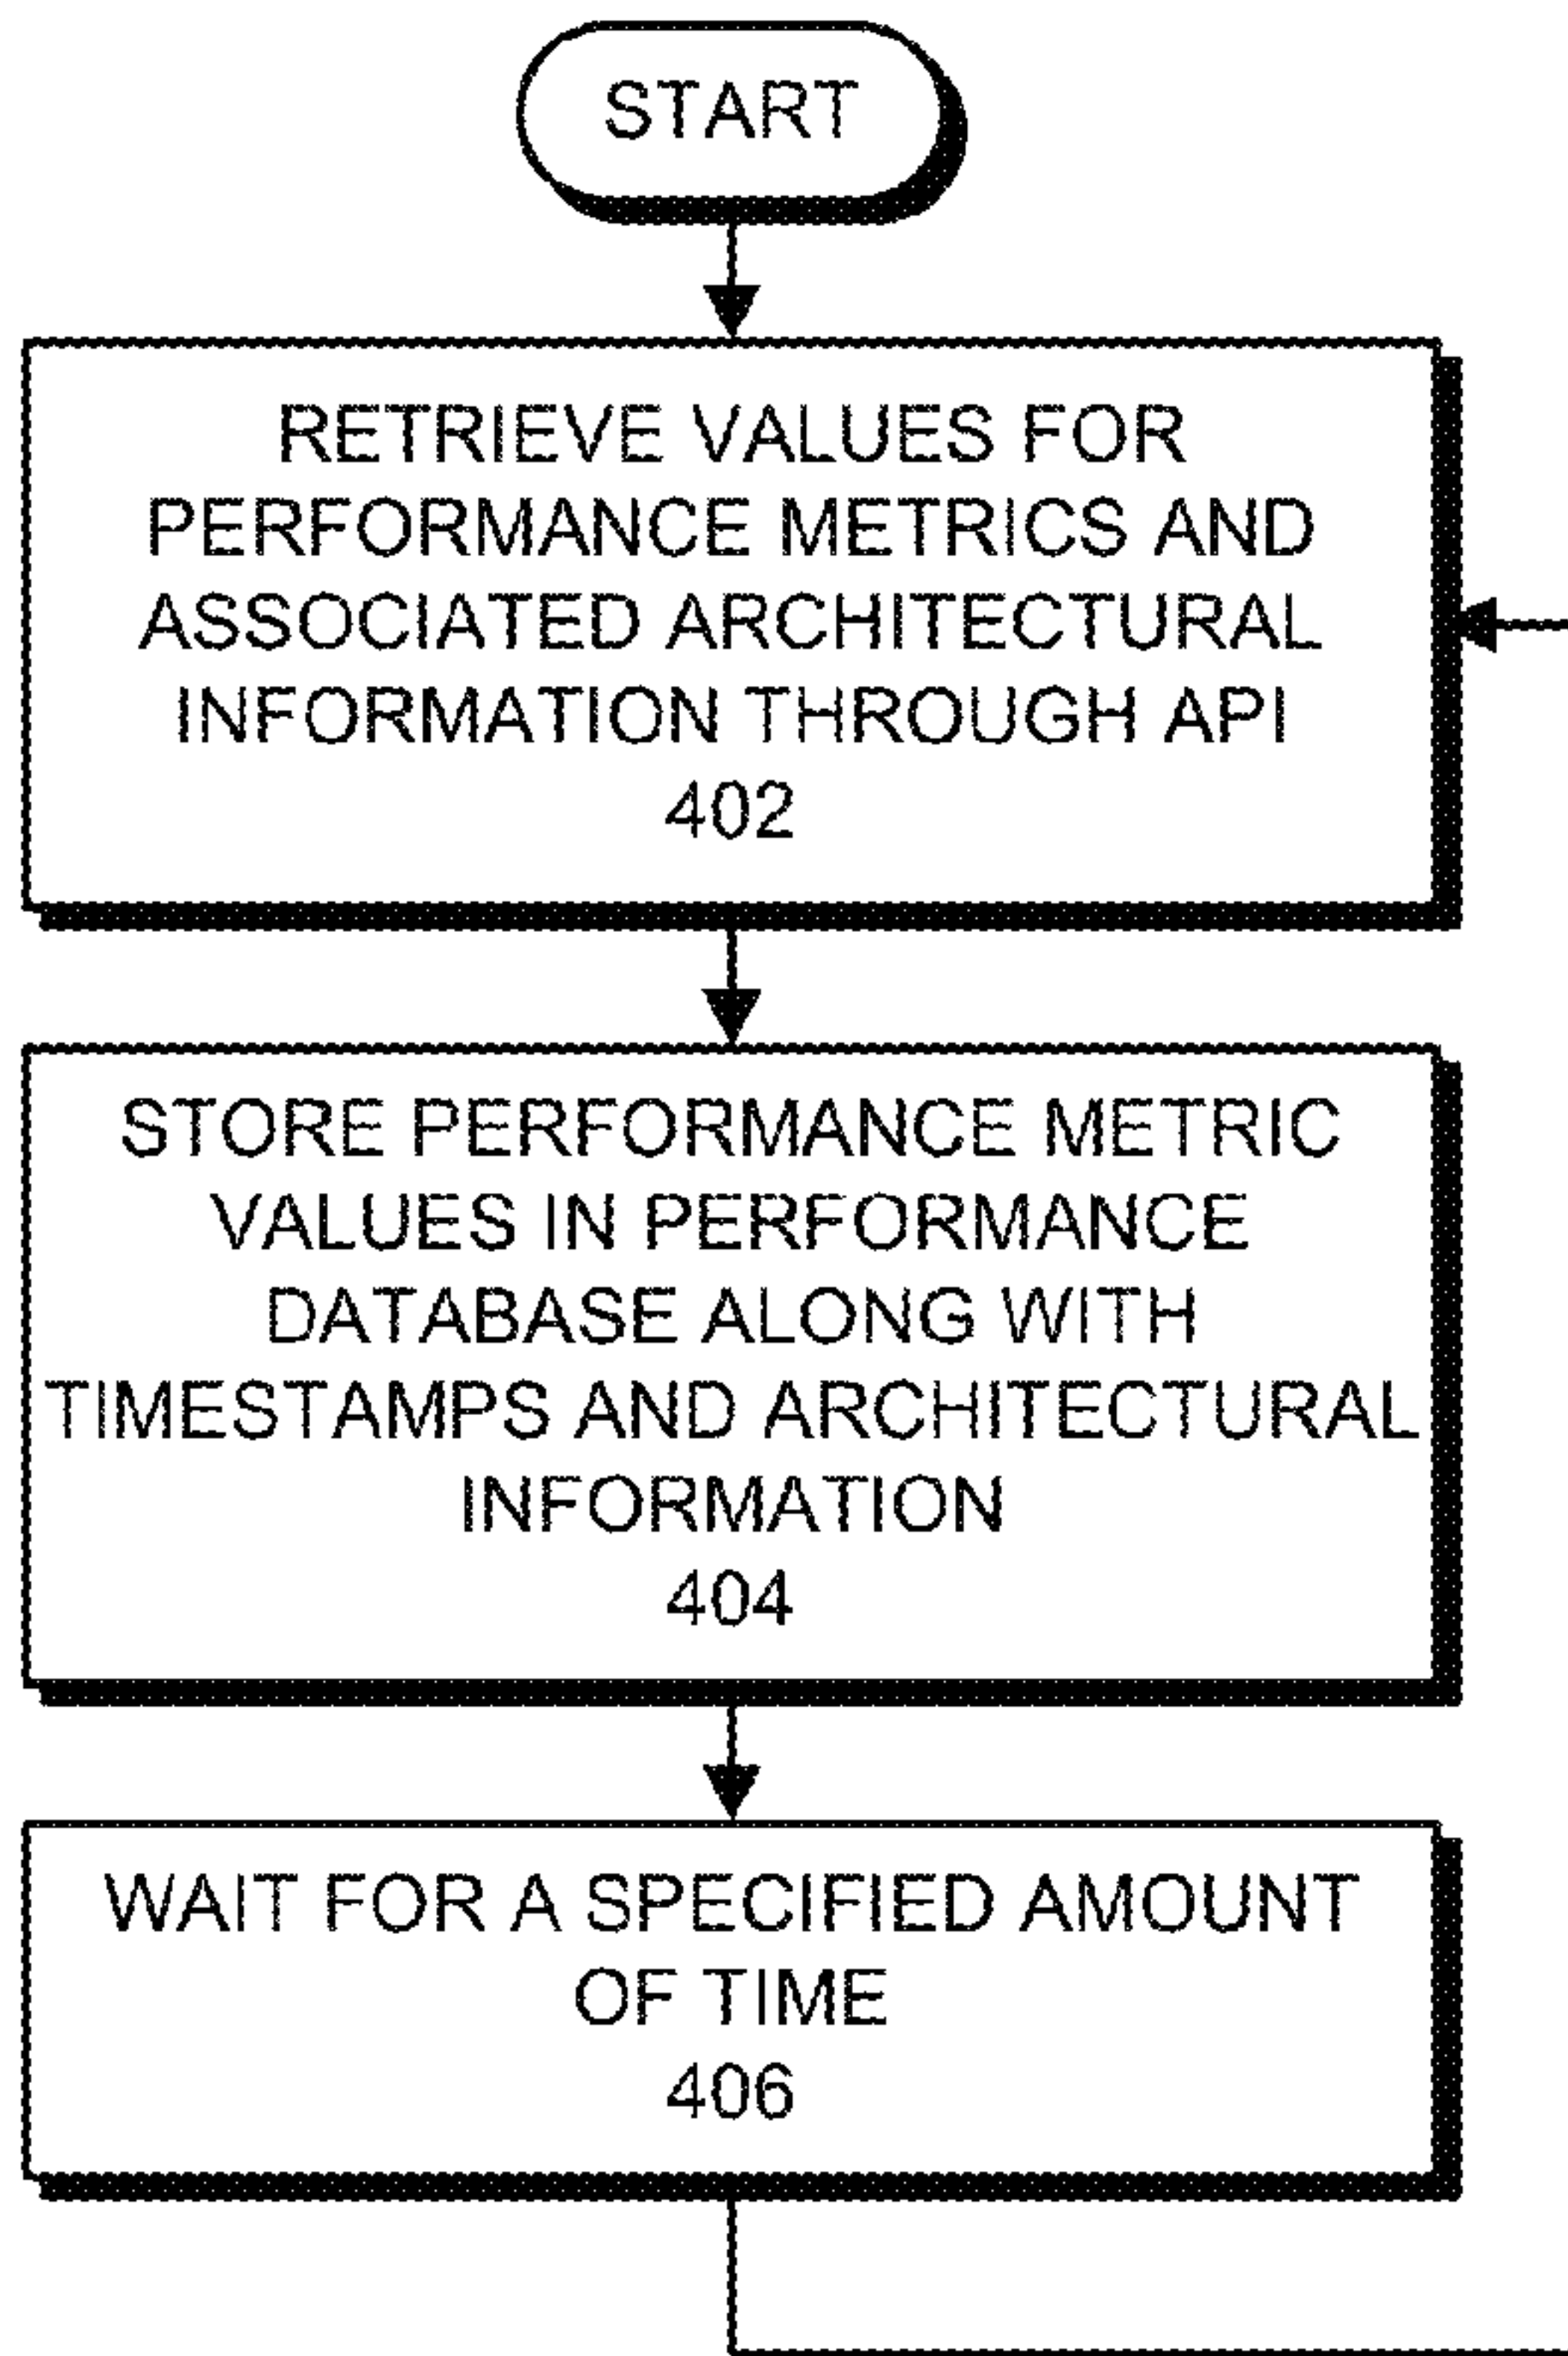 START
RETRIEVE VALUES FOR
PERFORMANCE METRICS AND
ASSOCIATED ARCHITECTURAL
INFORMATION THROUGH API
402
STORE PERFORMANCE METRIC
VALUES IN PERFORMANCE
DATABASE ALONG WITH
TIMESTAMPS AND ARCHITECTURAL
INFORMATION
404
WAIT FOR A SPECIFIED AMOUNT
OF TIME
406